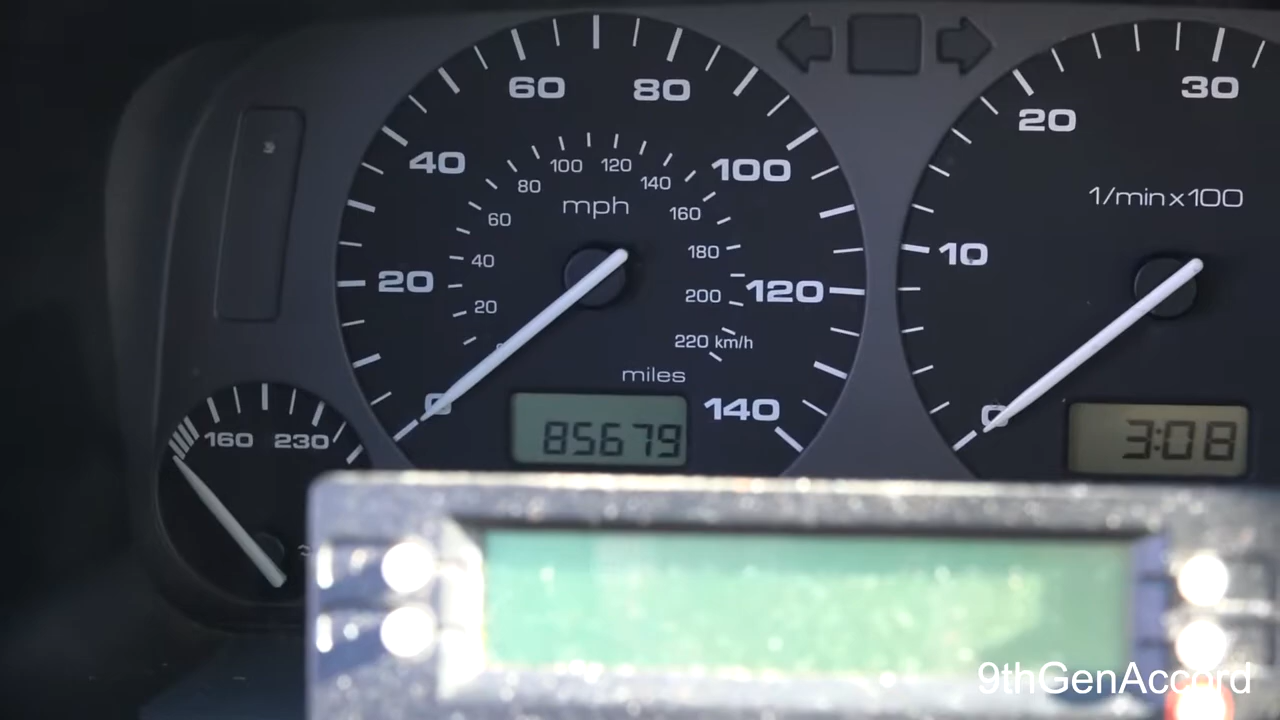 60 80
40 100
20 120
0 140
80 100 120 140
60 160
40 180
20 200
220 km/h
mph
miles
85679
20 30
10
0
1/min x 100
3:08
160 230
9thGenAccord